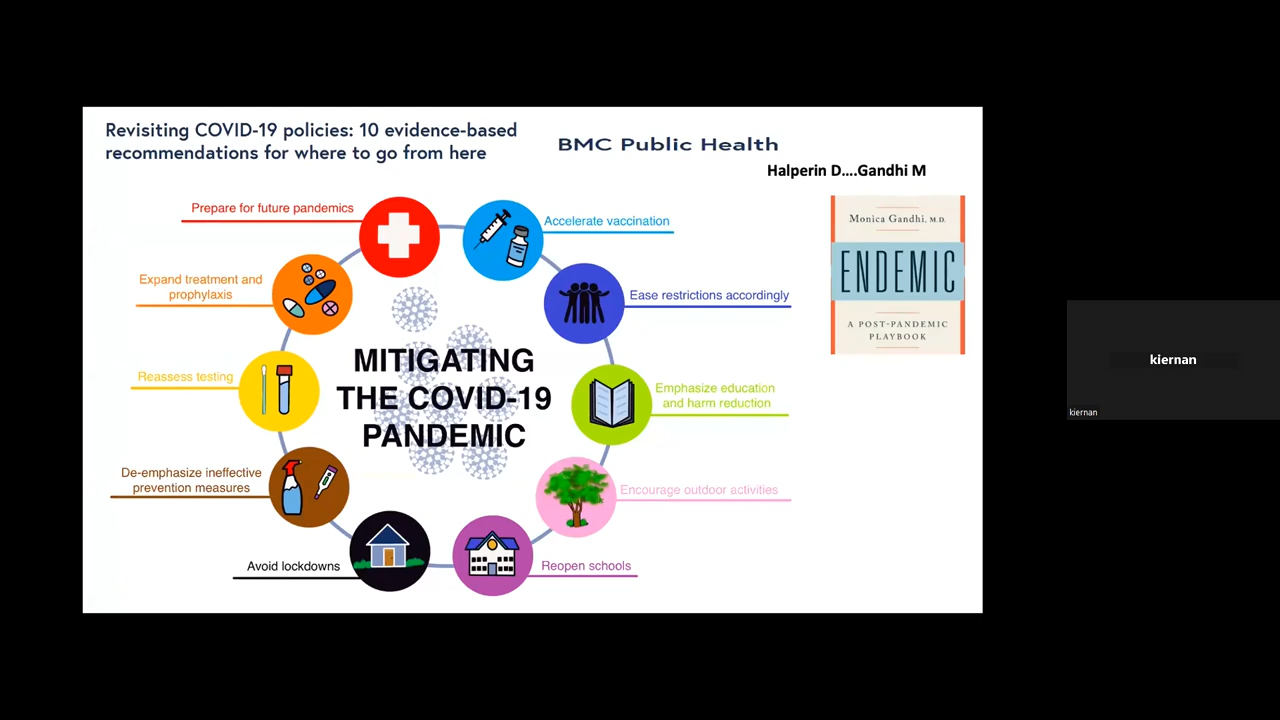 Revisiting COVID-19 policies: 10 evidence-based
recommendations for where to go from here
BMC Public Health
Halperin D....Gandhi M
Prepare for future pandemics
Accelerate vaccination
Expand treatment and
prophylaxis
Ease restrictions accordingly
Reassess testing
Emphasize education
and harm reduction
De-emphasize ineffective
prevention measures
Encourage outdoor activities
Avoid lockdowns
Reopen schools
MITIGATING
THE COVID-19
PANDEMIC
Monica Gandhi, M.D.
ENDEMIC
A POST-PANDEMIC
PLAYBOOK
kiernan
kiernan